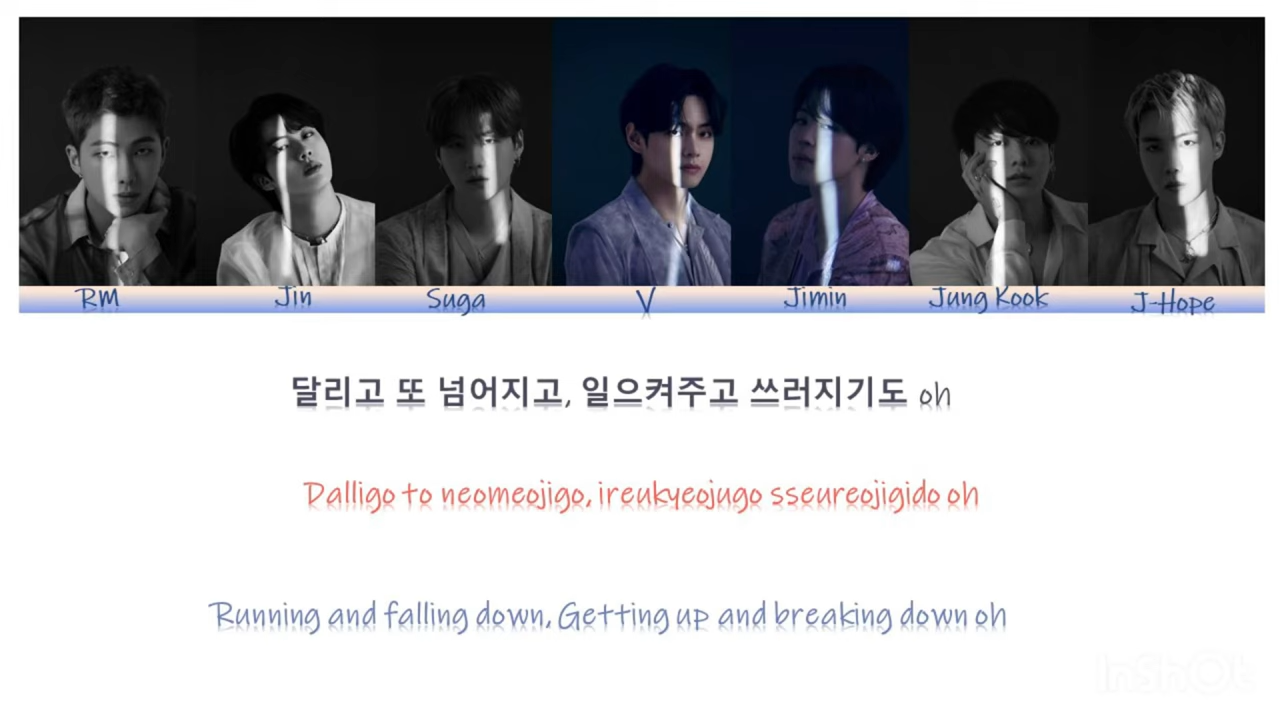 RM Jin Suga V Jimin Jung Kook J-Hope
달리고 또 넘어지고, 일으켜주고 쓰러지기도 oh
Dalligo to neomeojigo, ireukyeojugo sseureojigido oh
Running and falling down, Getting up and breaking down oh
InShOt